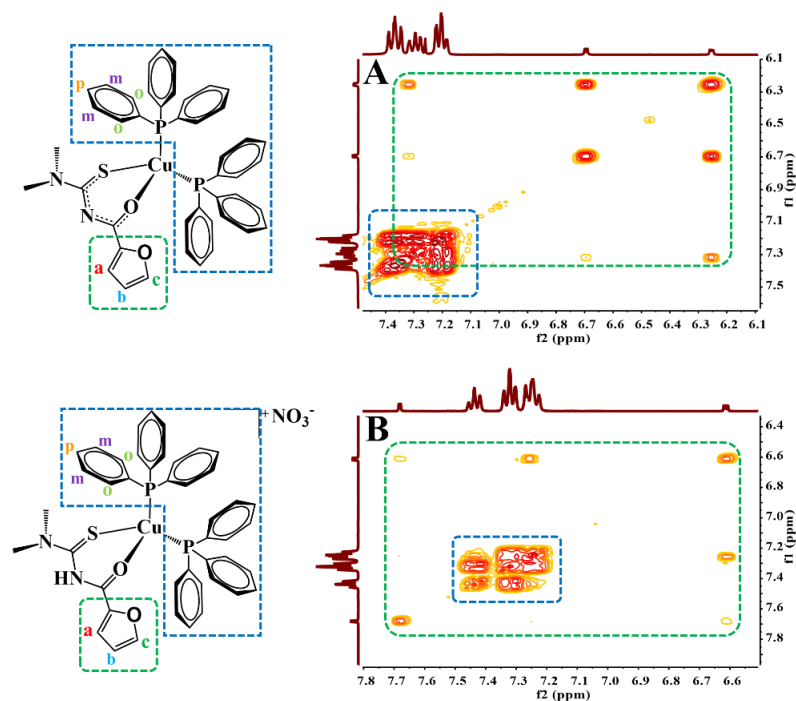 A
p
m
o
m
o
P
S
Cu
P
N
N
O
O
a
b
c
7.4 7.3 7.2 7.1 7.0 6.9 6.8 6.7 6.6 6.5 6.4 6.3 6.2 6.1
f2 (ppm)
6.1
6.3
6.5
6.7
6.9
7.1
7.3
7.5
f1 (ppm)
B
+ NO3-
p
m
o
m
o
P
S
Cu
P
N
HN
O
O
a
b
c
7.8 7.7 7.6 7.5 7.4 7.3 7.2 7.1 7.0 6.9 6.8 6.7 6.6
f2 (ppm)
6.4
6.6
6.8
7.0
7.2
7.4
7.6
7.8
f1 (ppm)